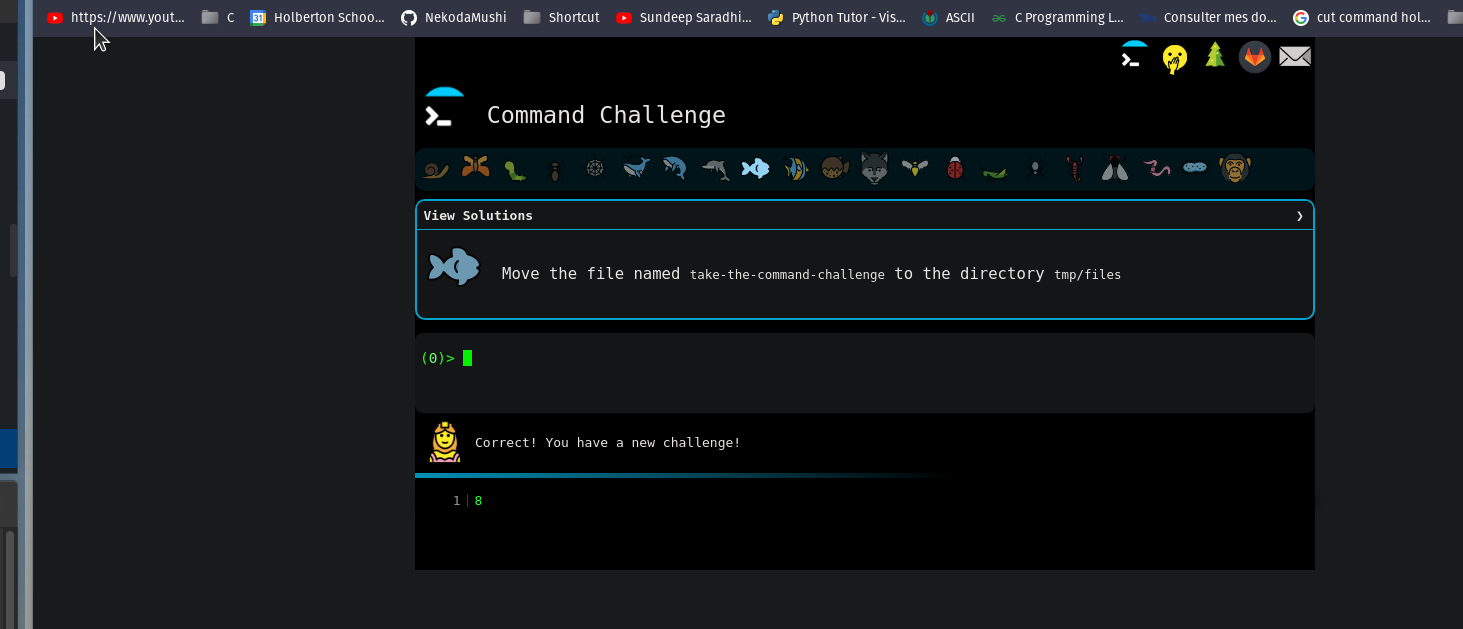 https://www.yout... C Holberton Schoo... NekodaMushi Shortcut Sundeep Saradhi... Python Tutor - Vis... ASCII C Programming L... Consulter mes do... cut command hol...
Command Challenge
View Solutions
Move the file named take-the-command-challenge to the directory tmp/files
(0)>
Correct! You have a new challenge!
1 8